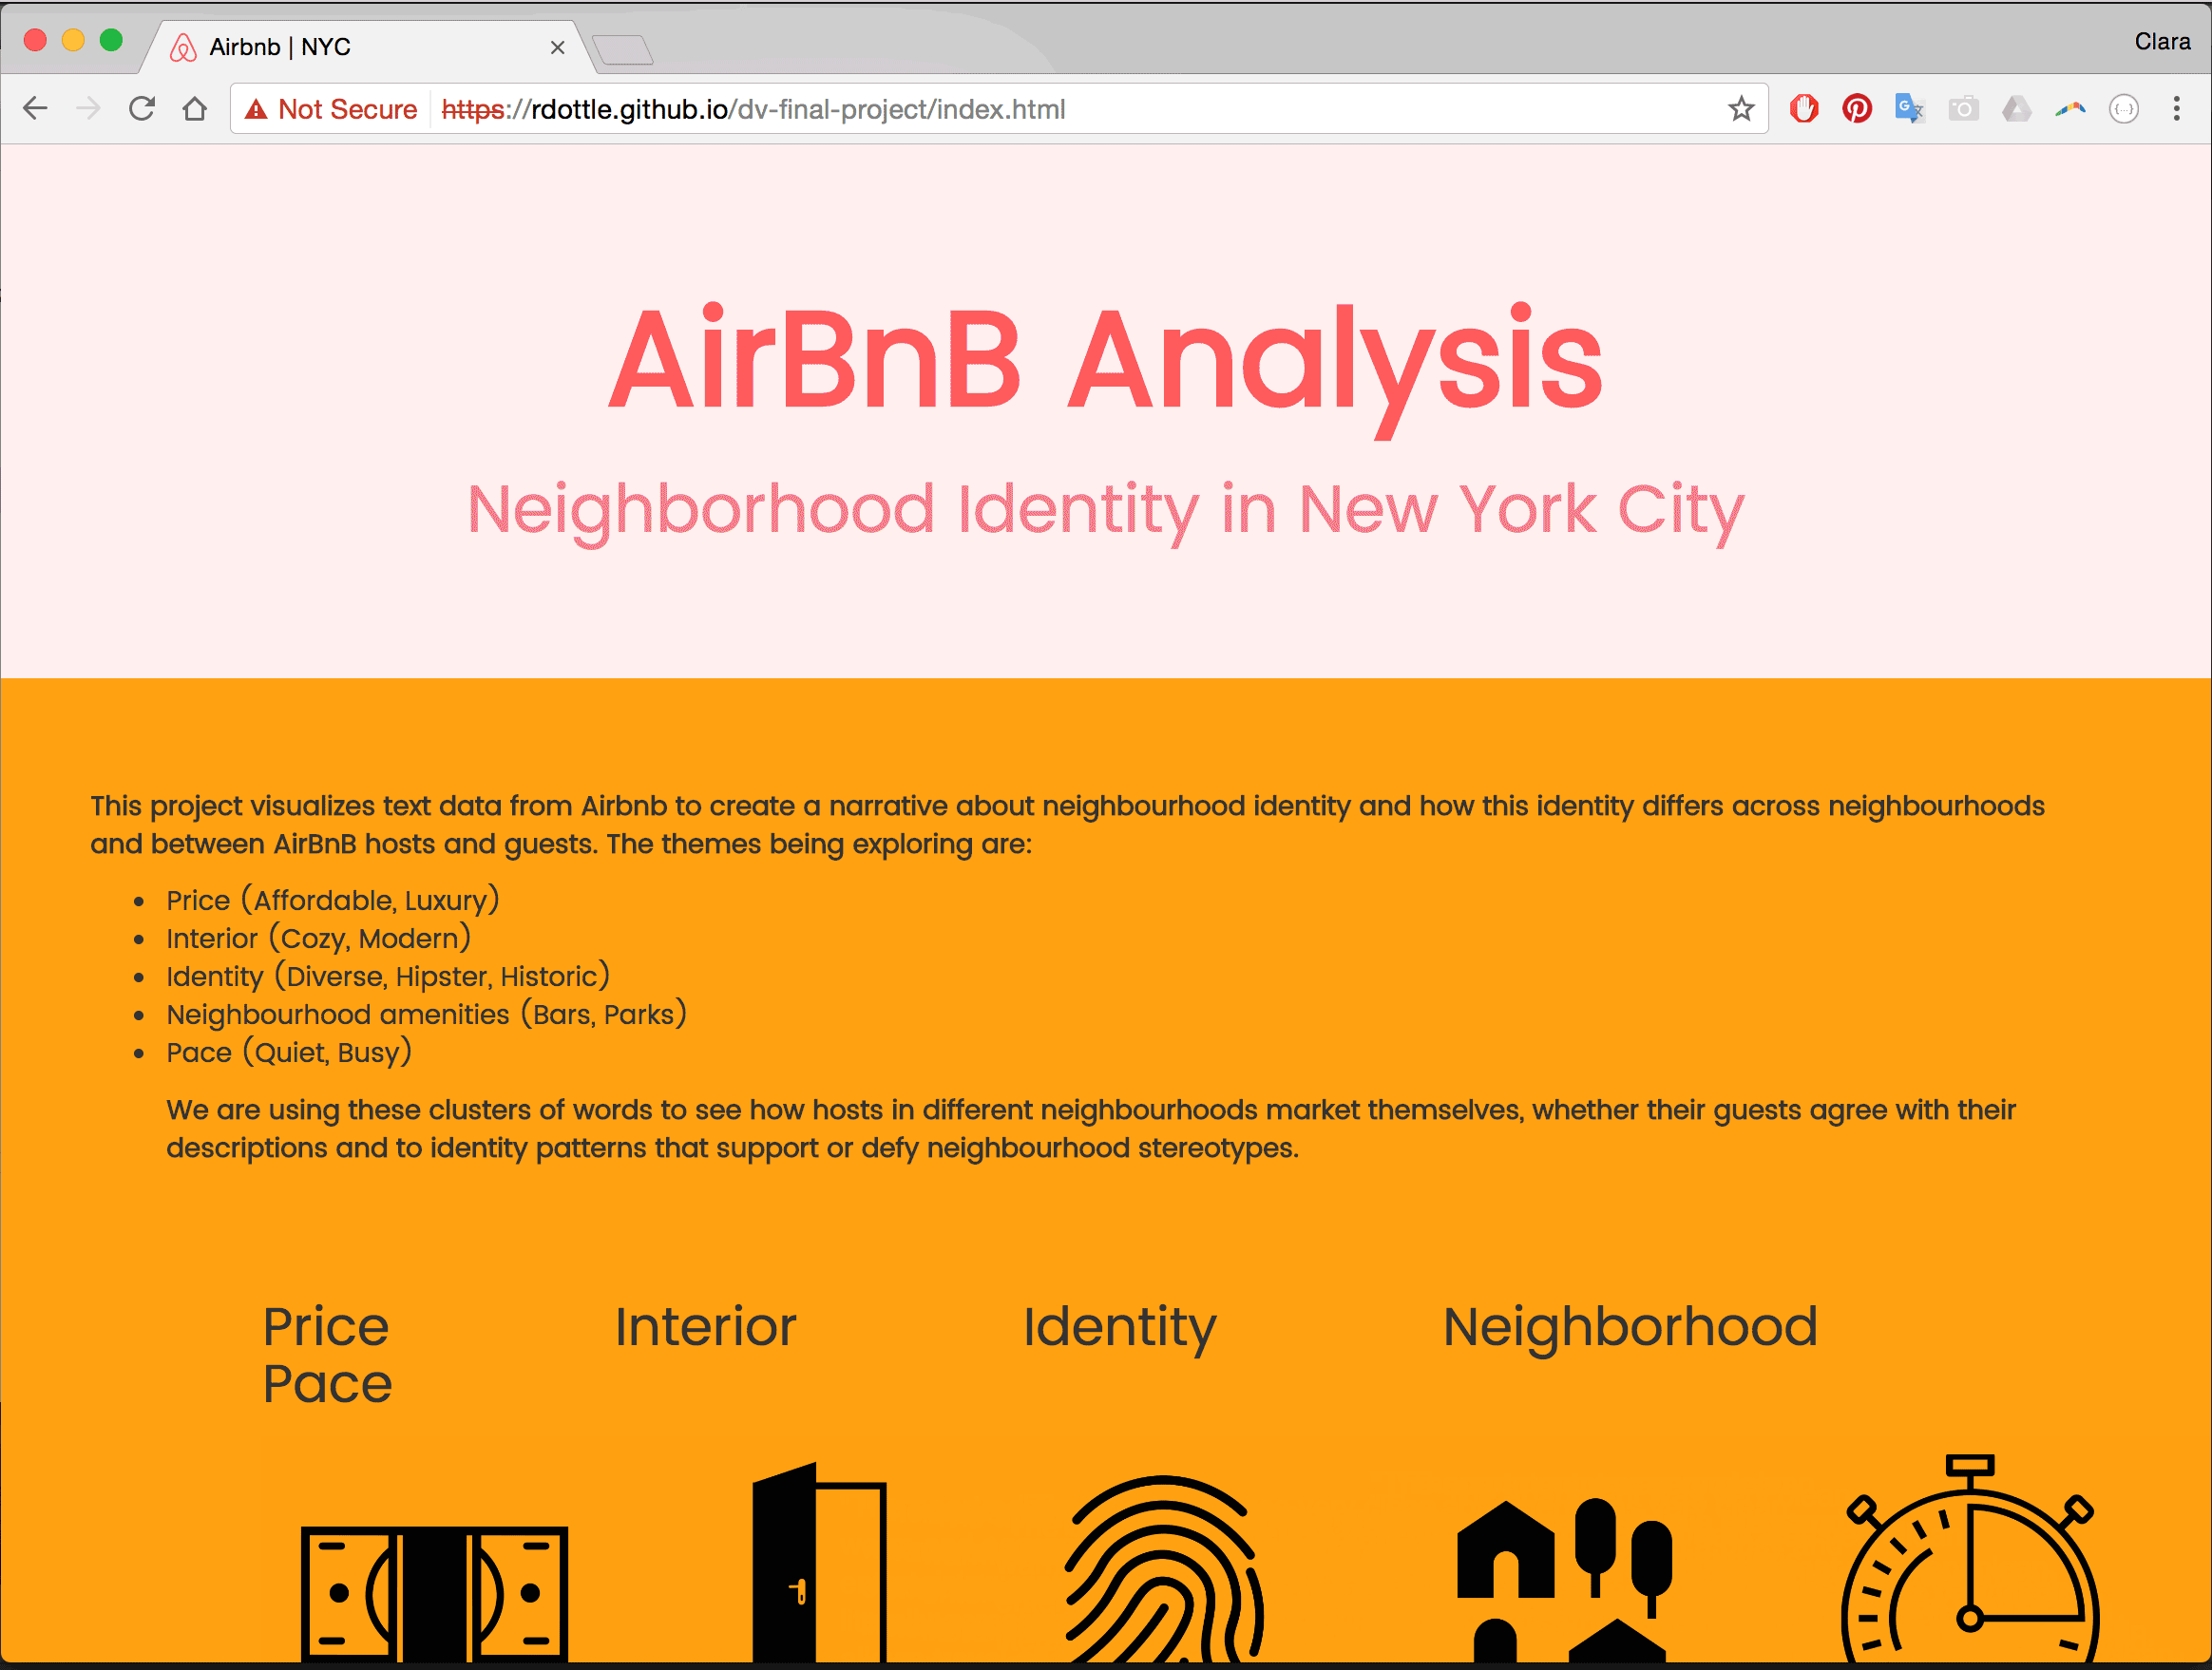 Airbnb | NYC
Clara
Not Secure https://rdottle.github.io/dv-final-project/index.html
AirBnB Analysis
Neighborhood Identity in New York City
This project visualizes text data from Airbnb to create a narrative about neighbourhood identity and how this identity differs across neighbourhoods
and between AirBnB hosts and guests. The themes being exploring are:
• Price (Affordable, Luxury)
• Interior (Cozy, Modern)
• Identity (Diverse, Hipster, Historic)
• Neighbourhood amenities (Bars, Parks)
• Pace (Quiet, Busy)
We are using these clusters of words to see how hosts in different neighbourhoods market themselves, whether their guests agree with their
descriptions and to identity patterns that support or defy neighbourhood stereotypes.
Price Interior Identity Neighborhood
Pace